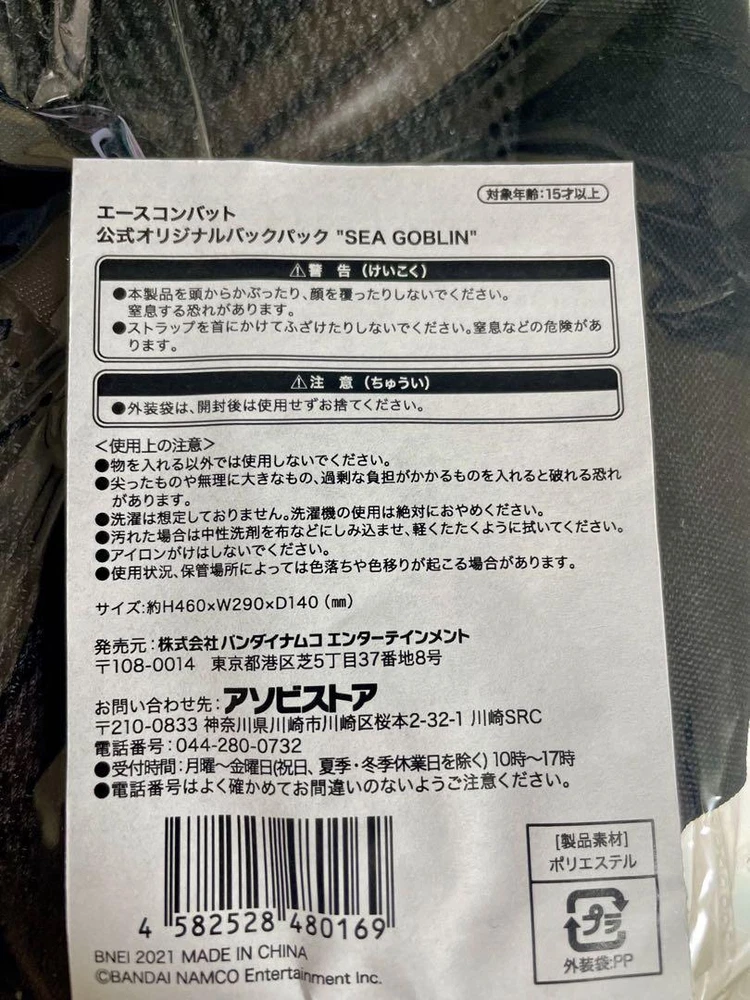 対象年齢:15才以上
エースコンバット
公式オリジナルバックパック "SEA GOBLIN"
⚠警 告(けいこく)
●本製品を頭からかぶったり、顔を覆ったりしないでください。
窒息する恐れがあります。
●ストラップを首にかけてふざけたりしないでください。窒息などの危険があ
ります。
⚠注 意(ちゅうい)
●外装袋は、開封後は使用せずお捨てください。
<使用上の注意>
●物を入れる以外では使用しないでください。
●尖ったものや無理に大きなもの、過剰な負担がかかるものを入れると破れる恐れ
があります。
●洗濯は想定しておりません。洗濯機の使用は絶対におやめください。
●汚れた場合は中性洗剤を布などにしみ込ませ、軽くたたくように拭いてください。
●アイロンがけはしないでください。
●使用状況、保管場所によっては色落ちや色移りが起こる場合があります。
サイズ:約H460×W290×D140(㎜)
発売元:株式会社バンダイナムコ エンターテインメント
〒108-0014 東京都港区芝5丁目37番地8号
お問い合わせ先:アソビストア
〒210-0833 神奈川県川崎市川崎区桜本2-32-1 川崎SRC
電話番号:044-280-0732
●受付時間:月曜〜金曜日(祝日、夏季・冬季休業日を除く)10時〜17時
●電話番号はよく確かめてお間違いのないようご注意ください。
4 582528 480169
BNEI 2021 MADE IN CHINA
©BANDAI NAMCO Entertainment Inc.
[製品素材]
ポリエステル
プラ
外装袋:PP